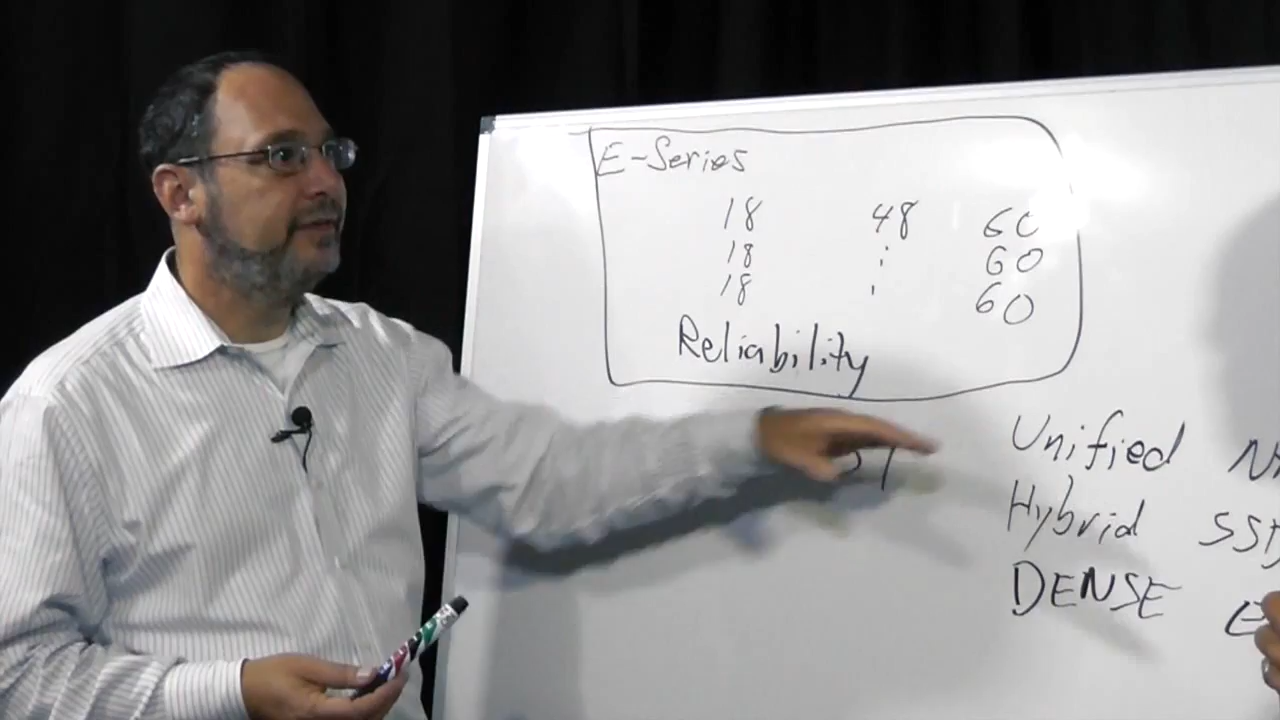 E-Series
18 48 60
18 : 60
18 60
Reliability
Unified
Hybrid
DENSE